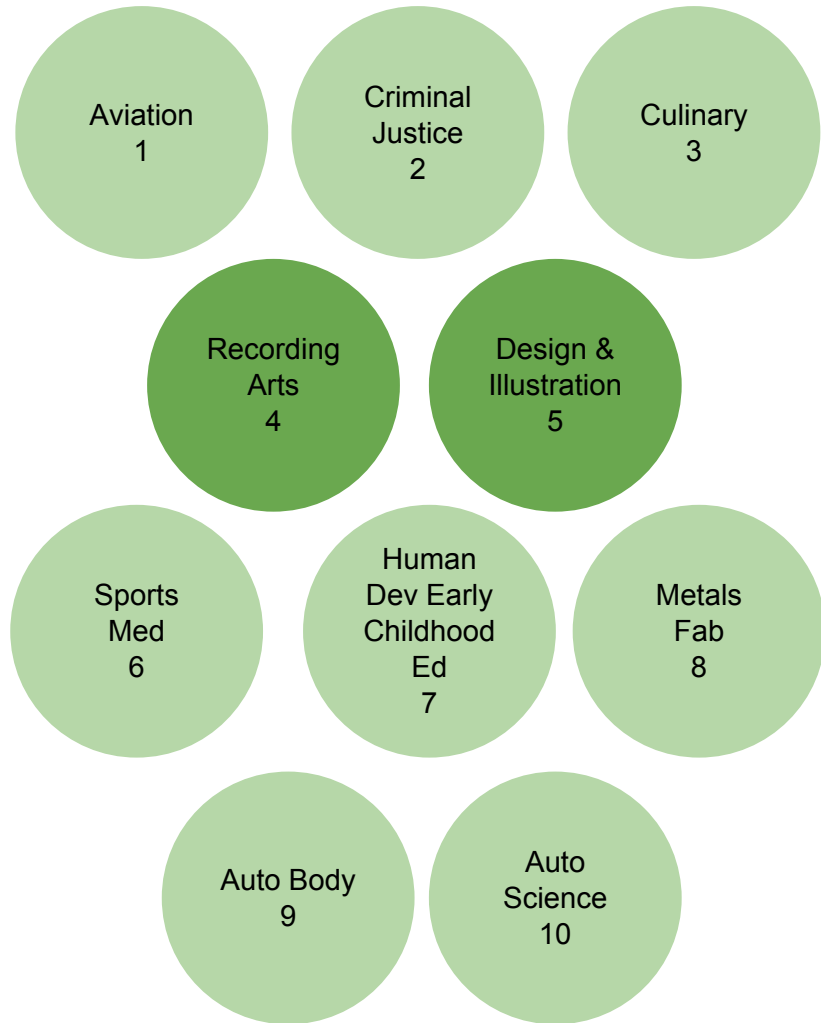 Aviation
1
Criminal
Justice
2
Culinary
3
Recording
Arts
4
Design &
Illustration
5
Sports
Med
6
Human
Dev Early
Childhood
Ed
7
Metals
Fab
8
Auto Body
9
Auto
Science
10